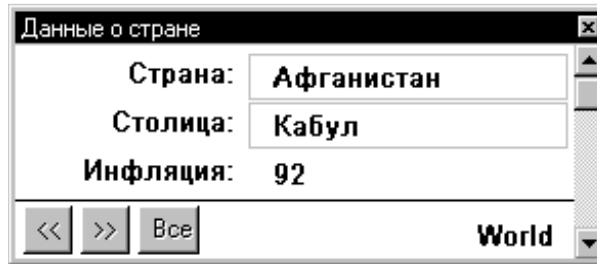 Данные о стране
Страна: Афганистан
Столица: Кабул
Инфляция: 92
<< >> Все World